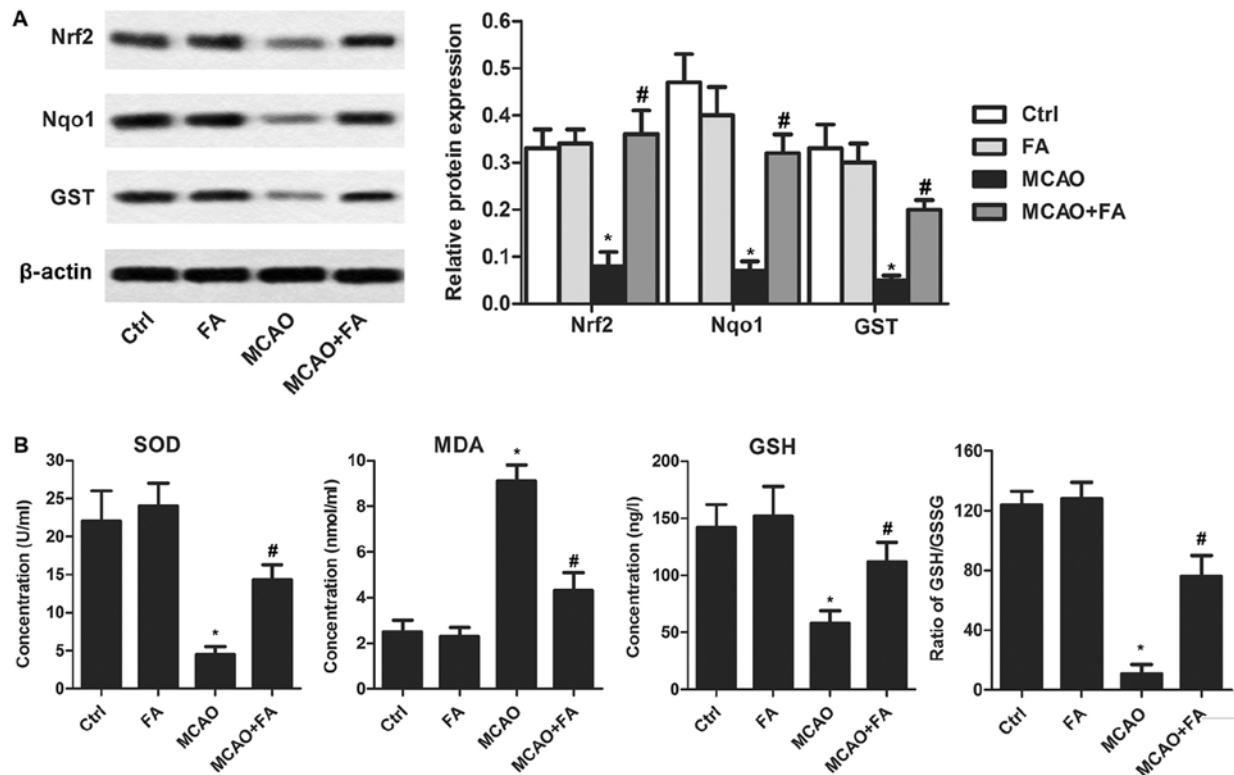 A
Nrf2
Nqo1
GST
β-actin
Ctrl
FA
MCAO
MCAO+FA
Relative protein expression
0.6
0.5
0.4
0.3
0.2
0.1
0.0
#
#
#
*
*
*
Nrf2
Nqo1
GST
Ctrl
FA
MCAO
MCAO+FA
B
SOD
Concentration (U/ml)
30
25
20
15
10
5
0
*
#
Ctrl
FA
MCAO
MCAO+FA
MDA
Concentration (nmol/ml)
10
8
6
4
2
0
*
#
Ctrl
FA
MCAO
MCAO+FA
GSH
Concentration (ng/l)
200
150
100
50
0
*
#
Ctrl
FA
MCAO
MCAO+FA
Ratio of GSH/GSSG
160
120
80
40
0
*
#
Ctrl
FA
MCAO
MCAO+FA